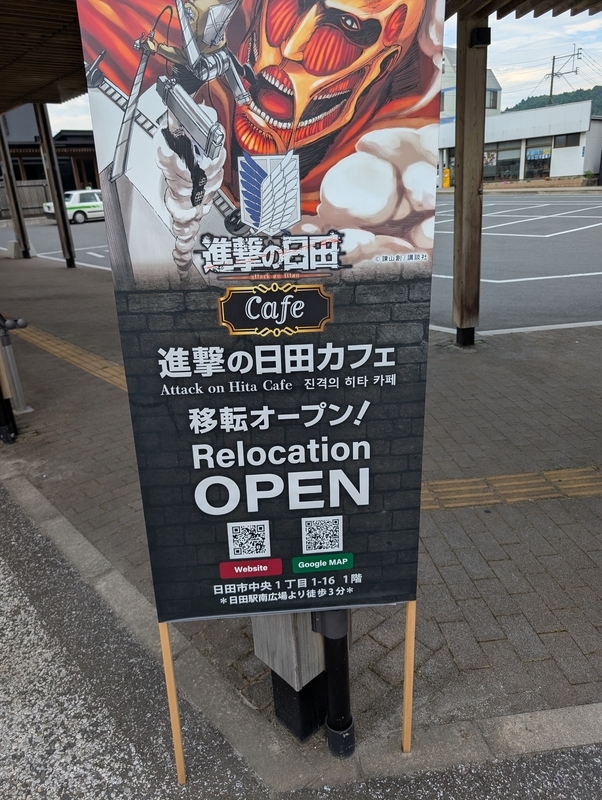 進撃の日田
attack on titan
©諫山創/講談社
Cafe
進撃の日田カフェ
Attack on Hita Cafe 진격의 히타 카페
移転オープン!
Relocation
OPEN
Website
Google MAP
日田市中央1丁目1-16 1階
*日田駅南広場より徒歩3分*